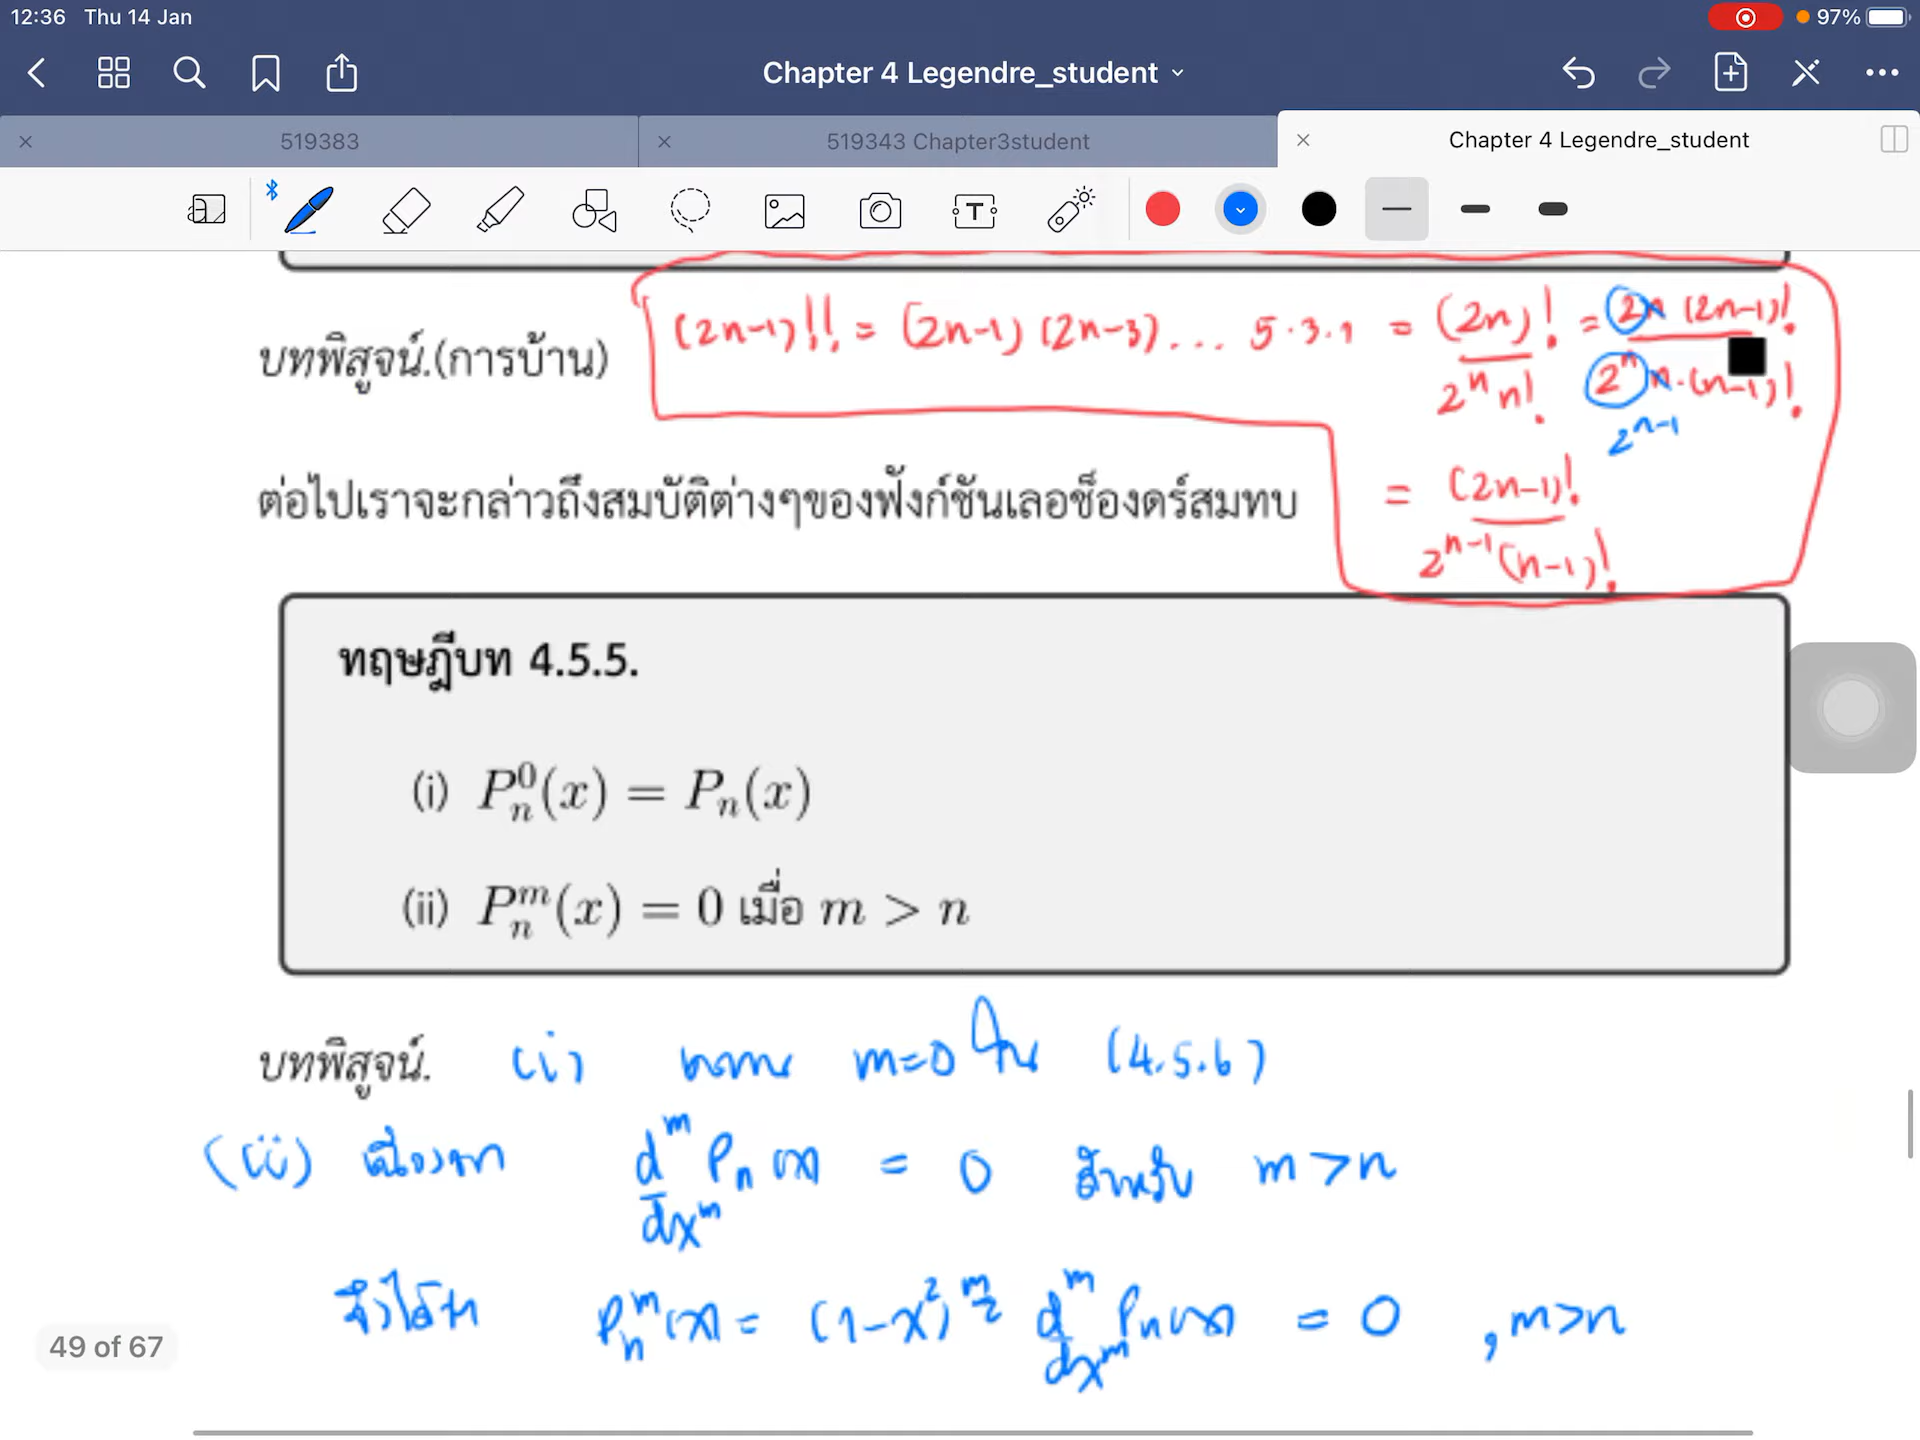 12:36 Thu 14 Jan
97%
Chapter 4 Legendre_student
519383
519343 Chapter3student
Chapter 4 Legendre_student
บทพิสูจน์.(การบ้าน)
(2n-1)!! = (2n-1) (2n-3) ... 5·3·1 = (2n)! / 2^n n! = 2n (2n-1)! / 2^n n·(n-1)!
2^{n-1}
ต่อไปเราจะกล่าวถึงสมบัติต่างๆของฟังก์ชันเลอช็องดร์สมทบ
= (2n-1)! / 2^{n-1} (n-1)!
ทฤษฎีบท 4.5.5.
(i) P_n^0(x) = P_n(x)
(ii) P_n^m(x) = 0 เมื่อ m > n
บทพิสูจน์. (i) m=0 ใน (4.5.6)
(ii) เนื่องจาก d^m/dx^m P_n(x) = 0 สำหรับ m>n
จึงได้ว่า P_n^m(x) = (1-x^2)^{m/2} d^m/dx^m P_n(x) = 0 , m>n
49 of 67